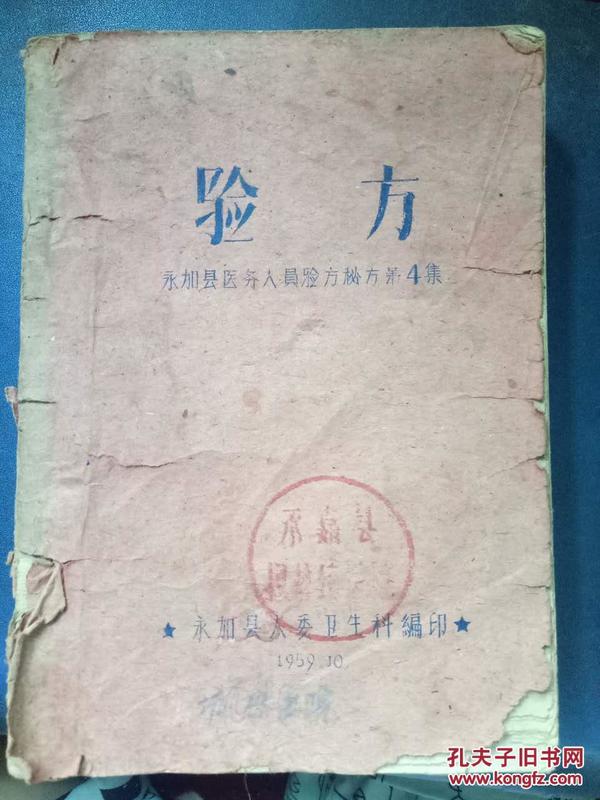 验方
永加县医务人員验方秘方第4集
★永加县人委卫生科編印★
1959.10.
孔夫子旧书网
www.kongfz.com